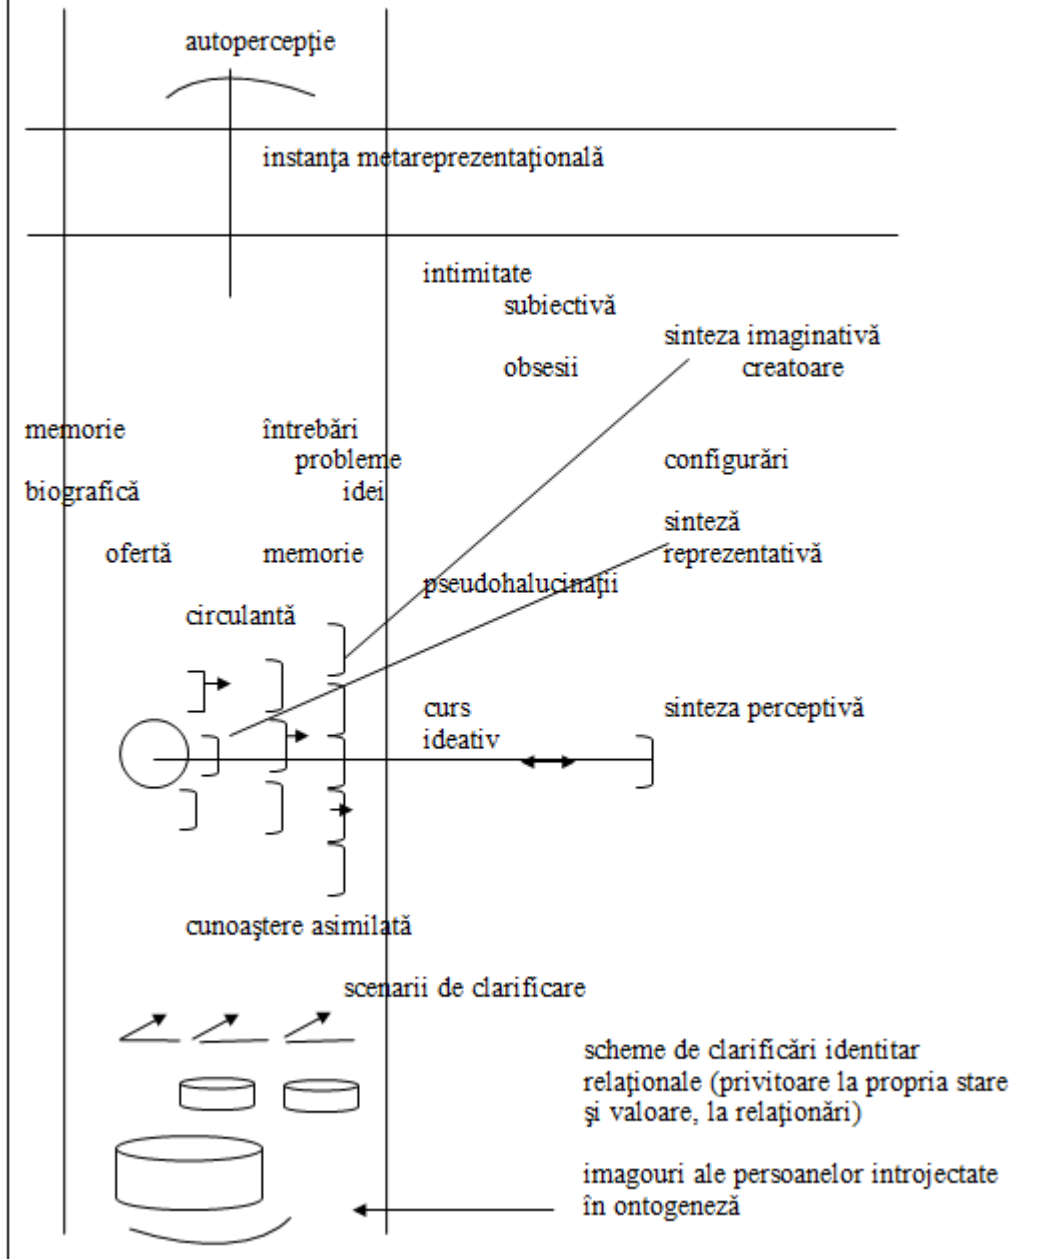 autopercepţie
instanţa metareprezentaţională
intimitate
subiectivă
sinteza imaginativă
obsesii
creatoare
memorie
întrebări
probleme
configurări
biografică
idei
sinteză
ofertă
memorie
reprezentativă
pseudohalucinaţii
circulantă
curs
sinteza perceptivă
ideativ
cunoaştere asimilată
scenarii de clarificare
scheme de clarificări identitar
relaţionale (privitoare la propria stare
şi valoare, la relaţionări)
imagouri ale persoanelor introjectate
în ontogeneză